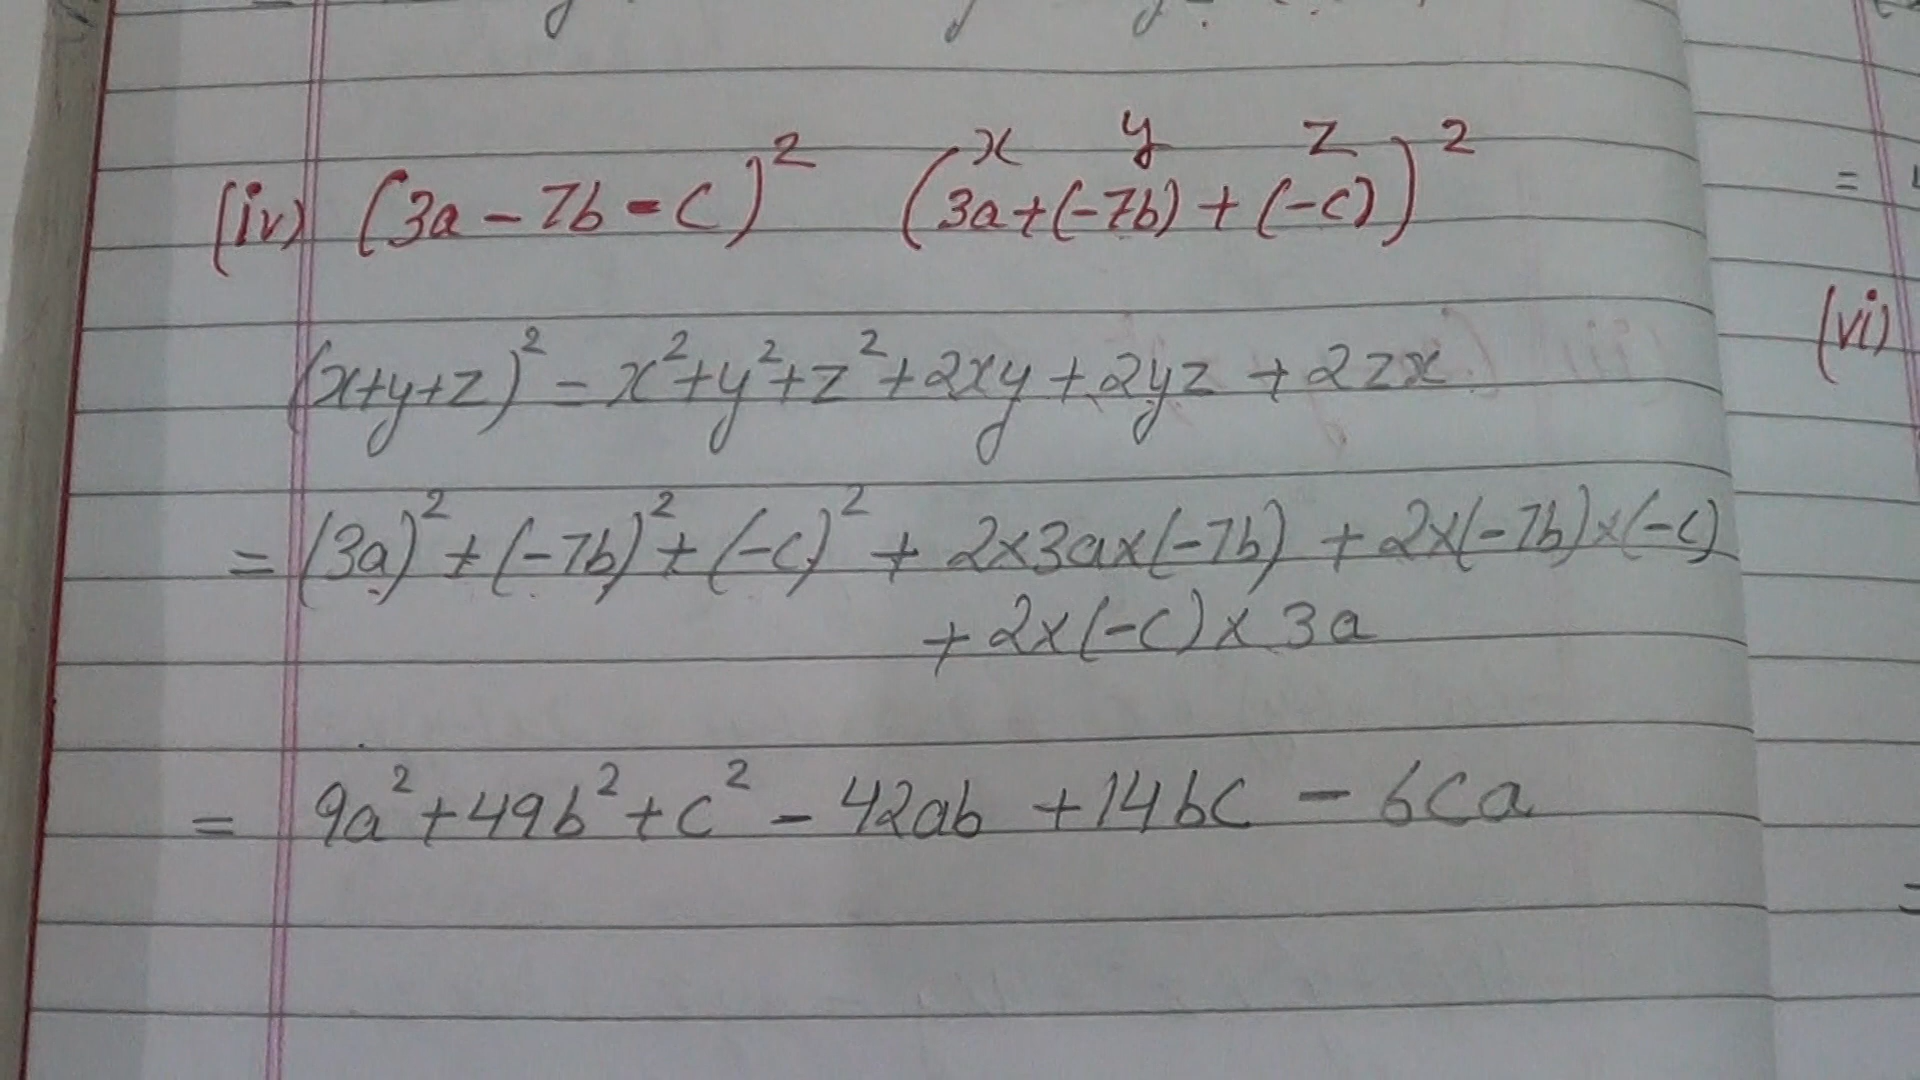 (iv) (3a - 7b - c)² (3a + (-7b) + (-c))²
x y z
(x+y+z)² = x² + y² + z² + 2xy + 2yz + 2zx
= (3a)² + (-7b)² + (-c)² + 2×3a×(-7b) + 2×(-7b)×(-c)
+ 2×(-c)×3a
= 9a² + 49b² + c² - 42ab + 14bc - 6ca
(vi)
=
=